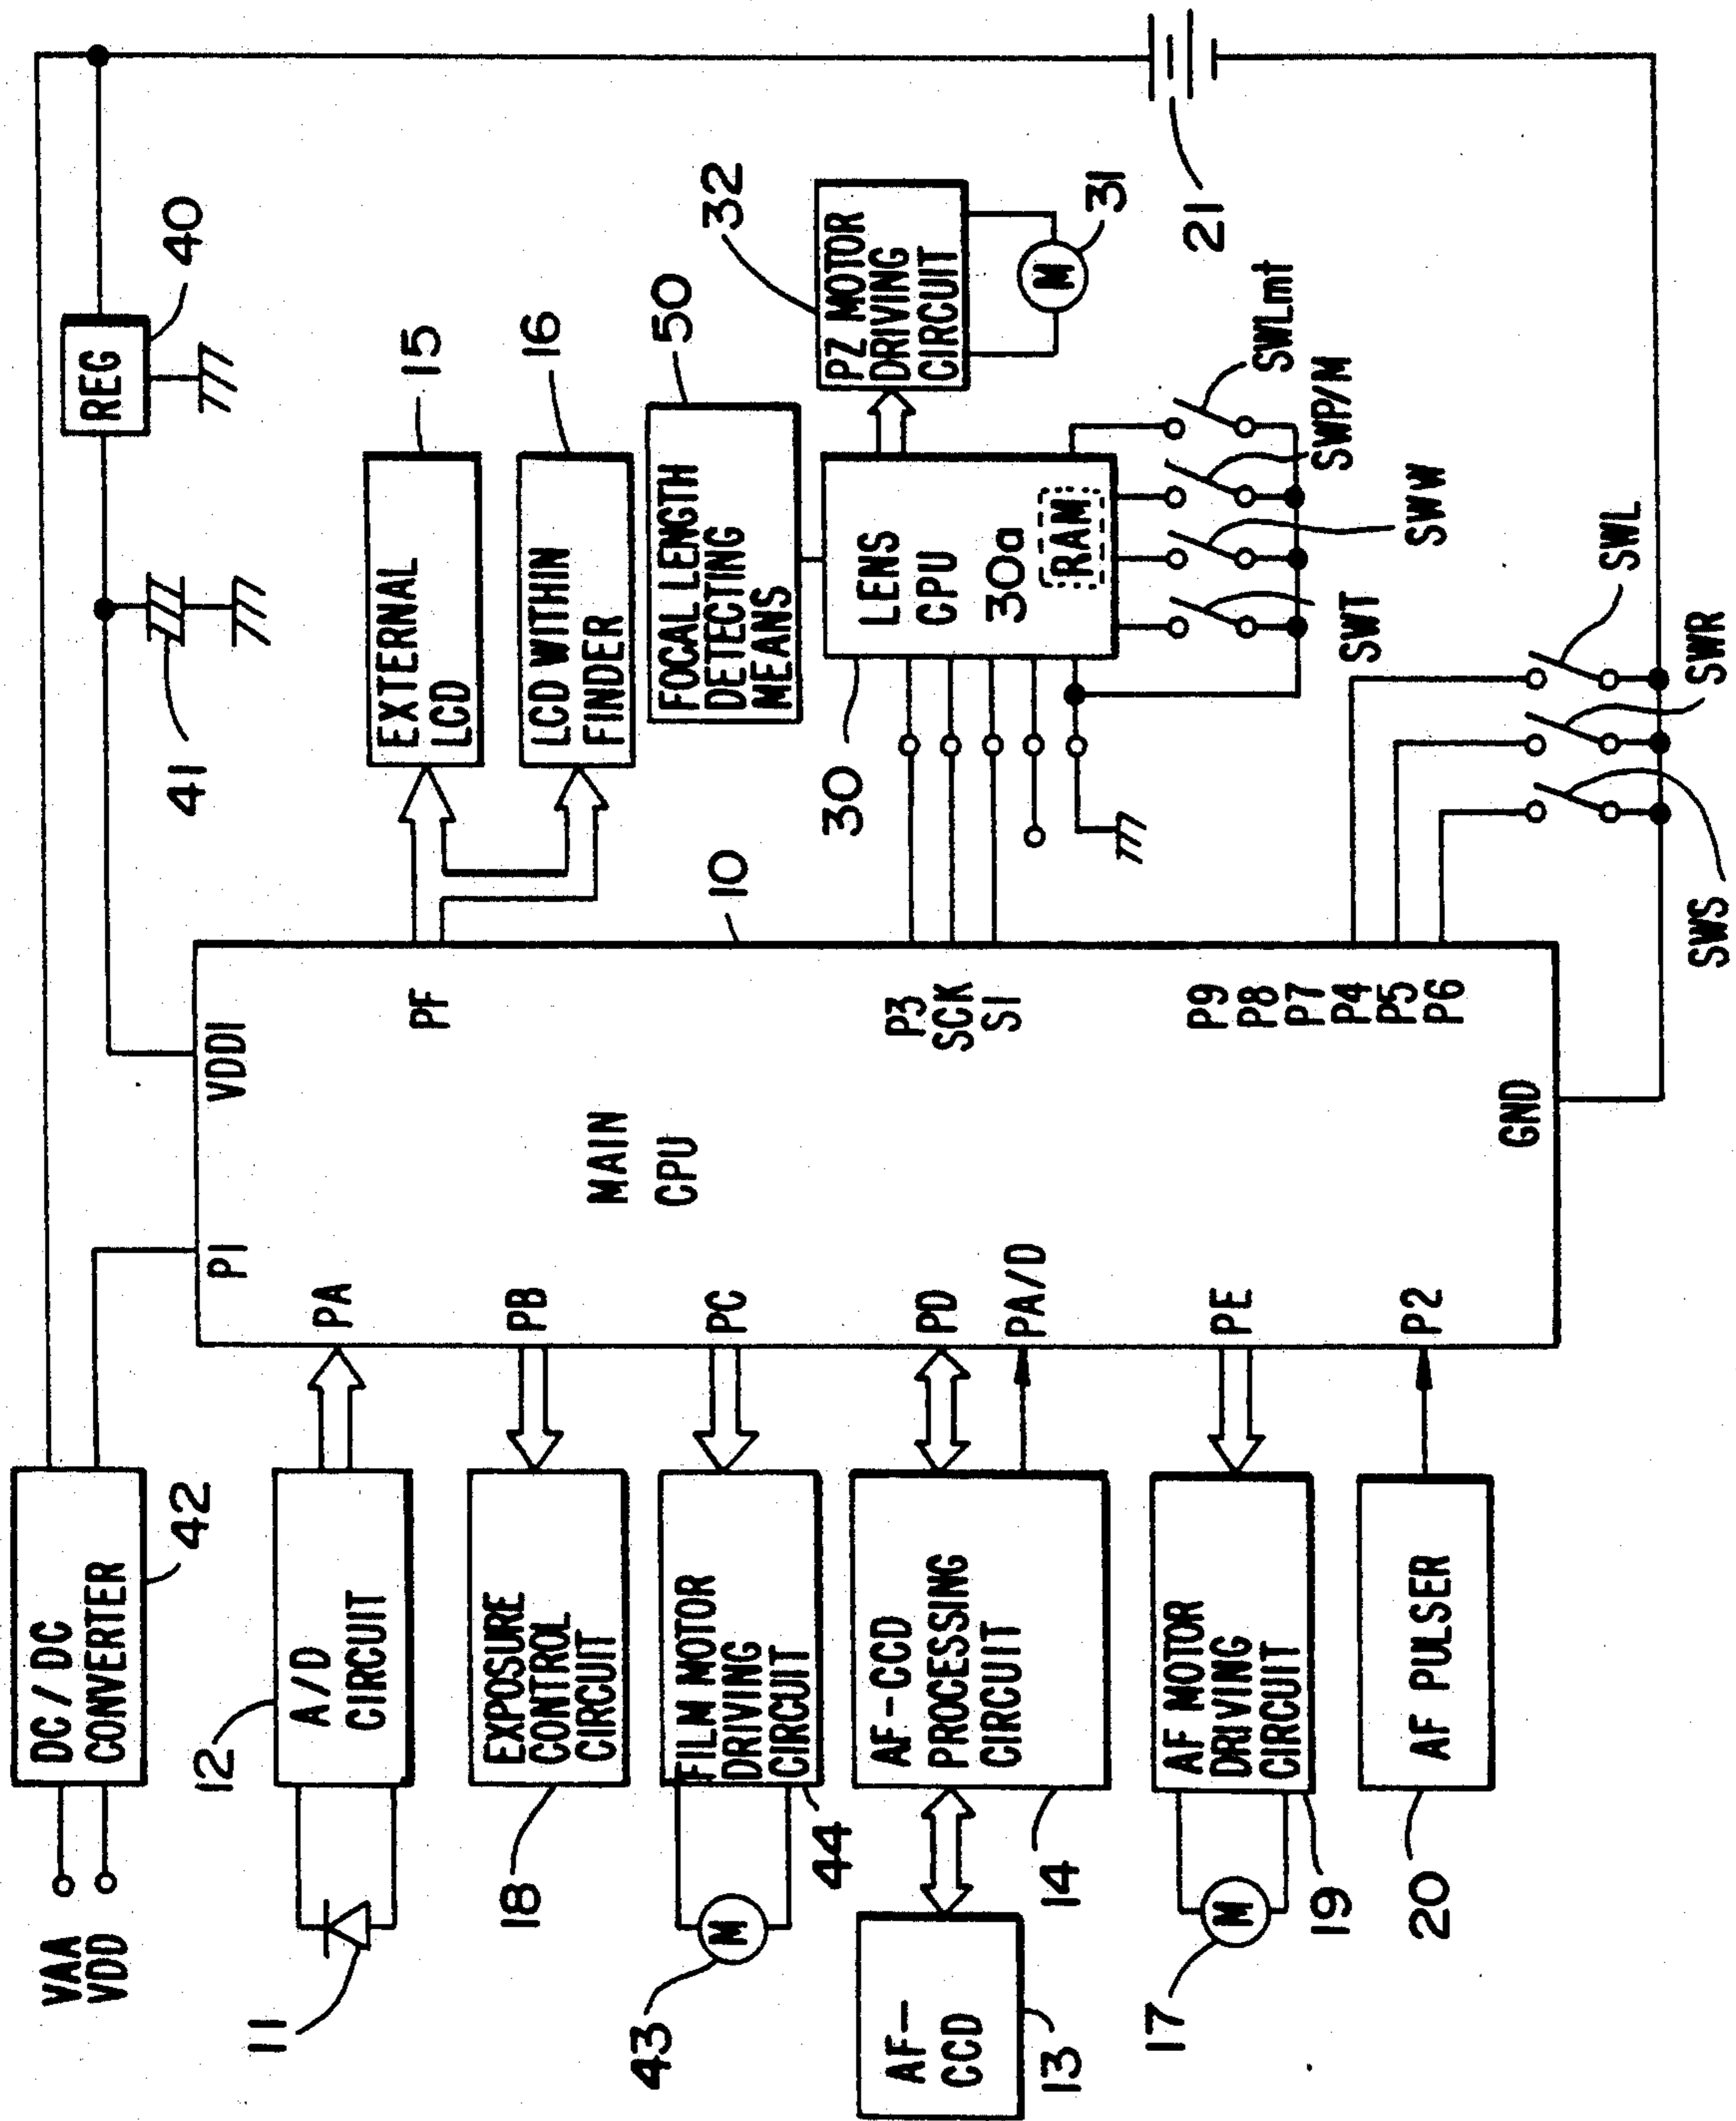 VAA
VDD
DC/DC
CONVERTER
42
REG
40
41
11
12
A/D
CIRCUIT
18
EXPOSURE
CONTROL
CIRCUIT
43
FILM MOTOR
DRIVING
CIRCUIT
44
AF-
CCD
13
AF-CCD
PROCESSING
CIRCUIT
14
17
AF MOTOR
DRIVING
CIRCUIT
19
AF PULSER
20
P1
VDD1
PA
PB
PC
PD
PA/D
PE
P2
MAIN
CPU
10
PF
P3
SCK
S1
P9
P8
P7
P4
P5
P6
GND
EXTERNAL
LCD
15
LCD WITHIN
FINDER
16
FOCAL LENGTH
DETECTING
MEANS
50
LENS
CPU
30a
RAM
30
PZ MOTOR
DRIVING
CIRCUIT
32
M
M
M
31
SWT
SWW
SWP/M
SWLmt
21
SWS
SWR
SWL